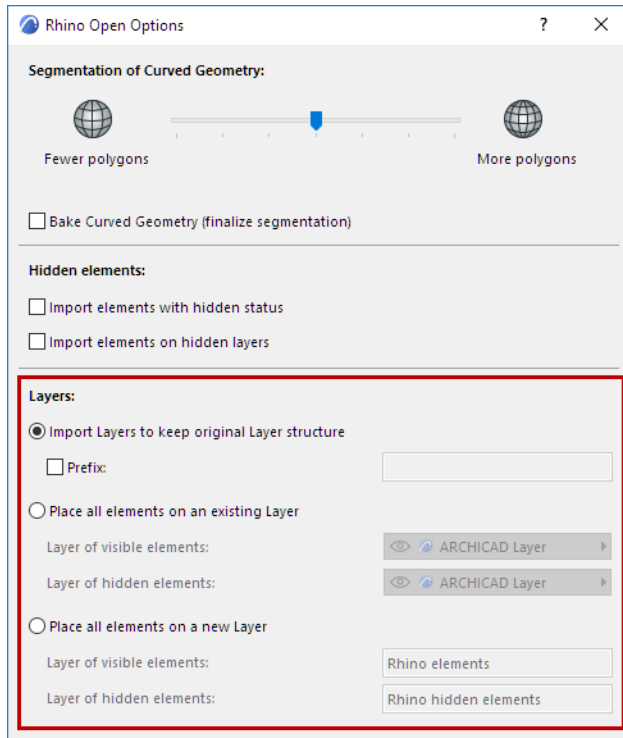 Rhino Open Options
Segmentation of Curved Geometry:
Fewer polygons
More polygons
Bake Curved Geometry (finalize segmentation)
Hidden elements:
Import elements with hidden status
Import elements on hidden layers
Layers:
Import Layers to keep original Layer structure
Prefix:
Place all elements on an existing Layer
Layer of visible elements: ARCHICAD Layer
Layer of hidden elements: ARCHICAD Layer
Place all elements on a new Layer
Layer of visible elements: Rhino elements
Layer of hidden elements: Rhino hidden elements